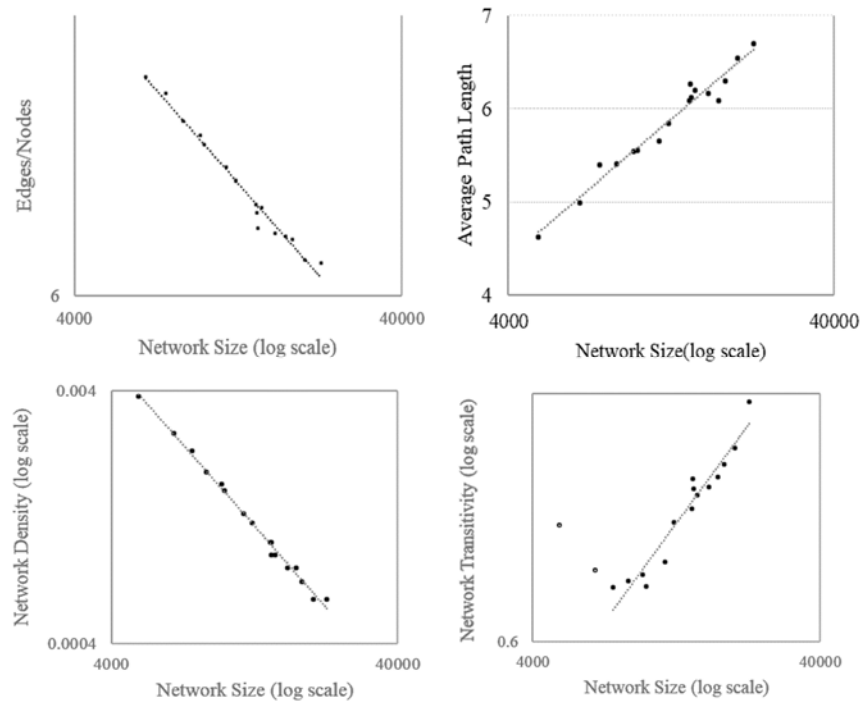 Edges/Nodes
6
4000
40000
Network Size (log scale)
Average Path Length
7
6
5
4
4000
40000
Network Size(log scale)
Network Density (log scale)
0.004
0.0004
4000
40000
Network Size (log scale)
Network Transitivity (log scale)
0.6
4000
40000
Network Size (log scale)